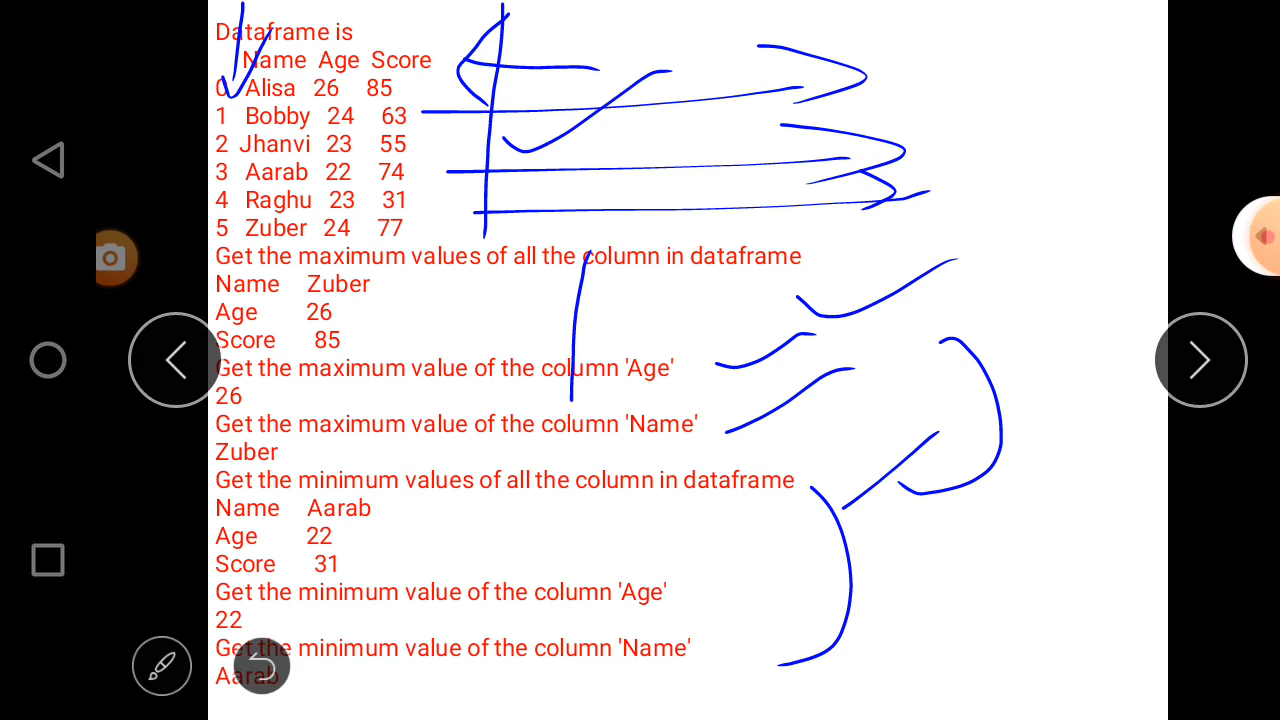 Dataframe is
Name Age Score
0 Alisa 26 85
1 Bobby 24 63
2 Jhanvi 23 55
3 Aarab 22 74
4 Raghu 23 31
5 Zuber 24 77
Get the maximum values of all the column in dataframe
Name Zuber
Age 26
Score 85
Get the maximum value of the column 'Age'
26
Get the maximum value of the column 'Name'
Zuber
Get the minimum values of all the column in dataframe
Name Aarab
Age 22
Score 31
Get the minimum value of the column 'Age'
22
Get the minimum value of the column 'Name'
Aarab